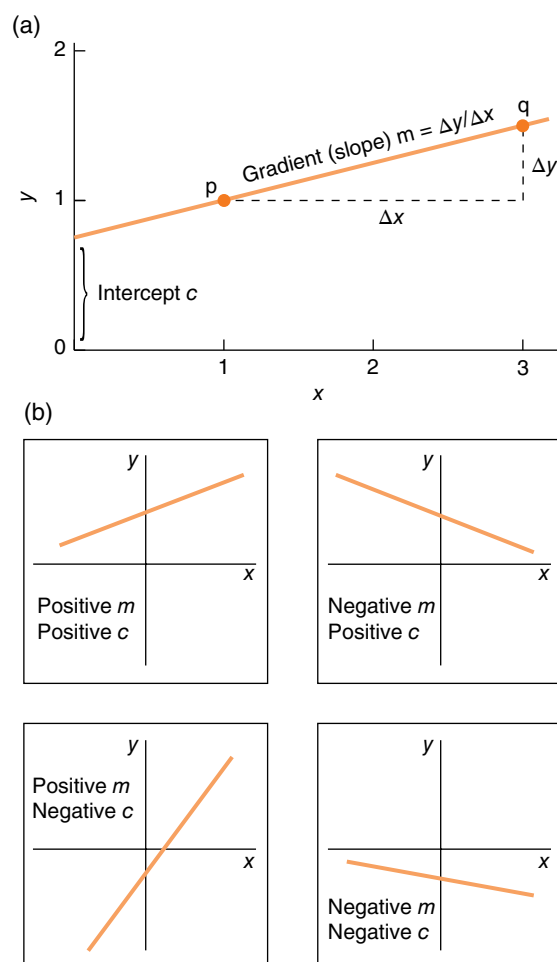 (a)
2
q
Gradient (slope) m = Δy/Δx
p
Δy
y
1
Δx
Intercept c
0
1
2
3
x
(b)
y
x
Positive m
Positive c
y
x
Negative m
Positive c
y
Positive m
Negative c
x
y
x
Negative m
Negative c